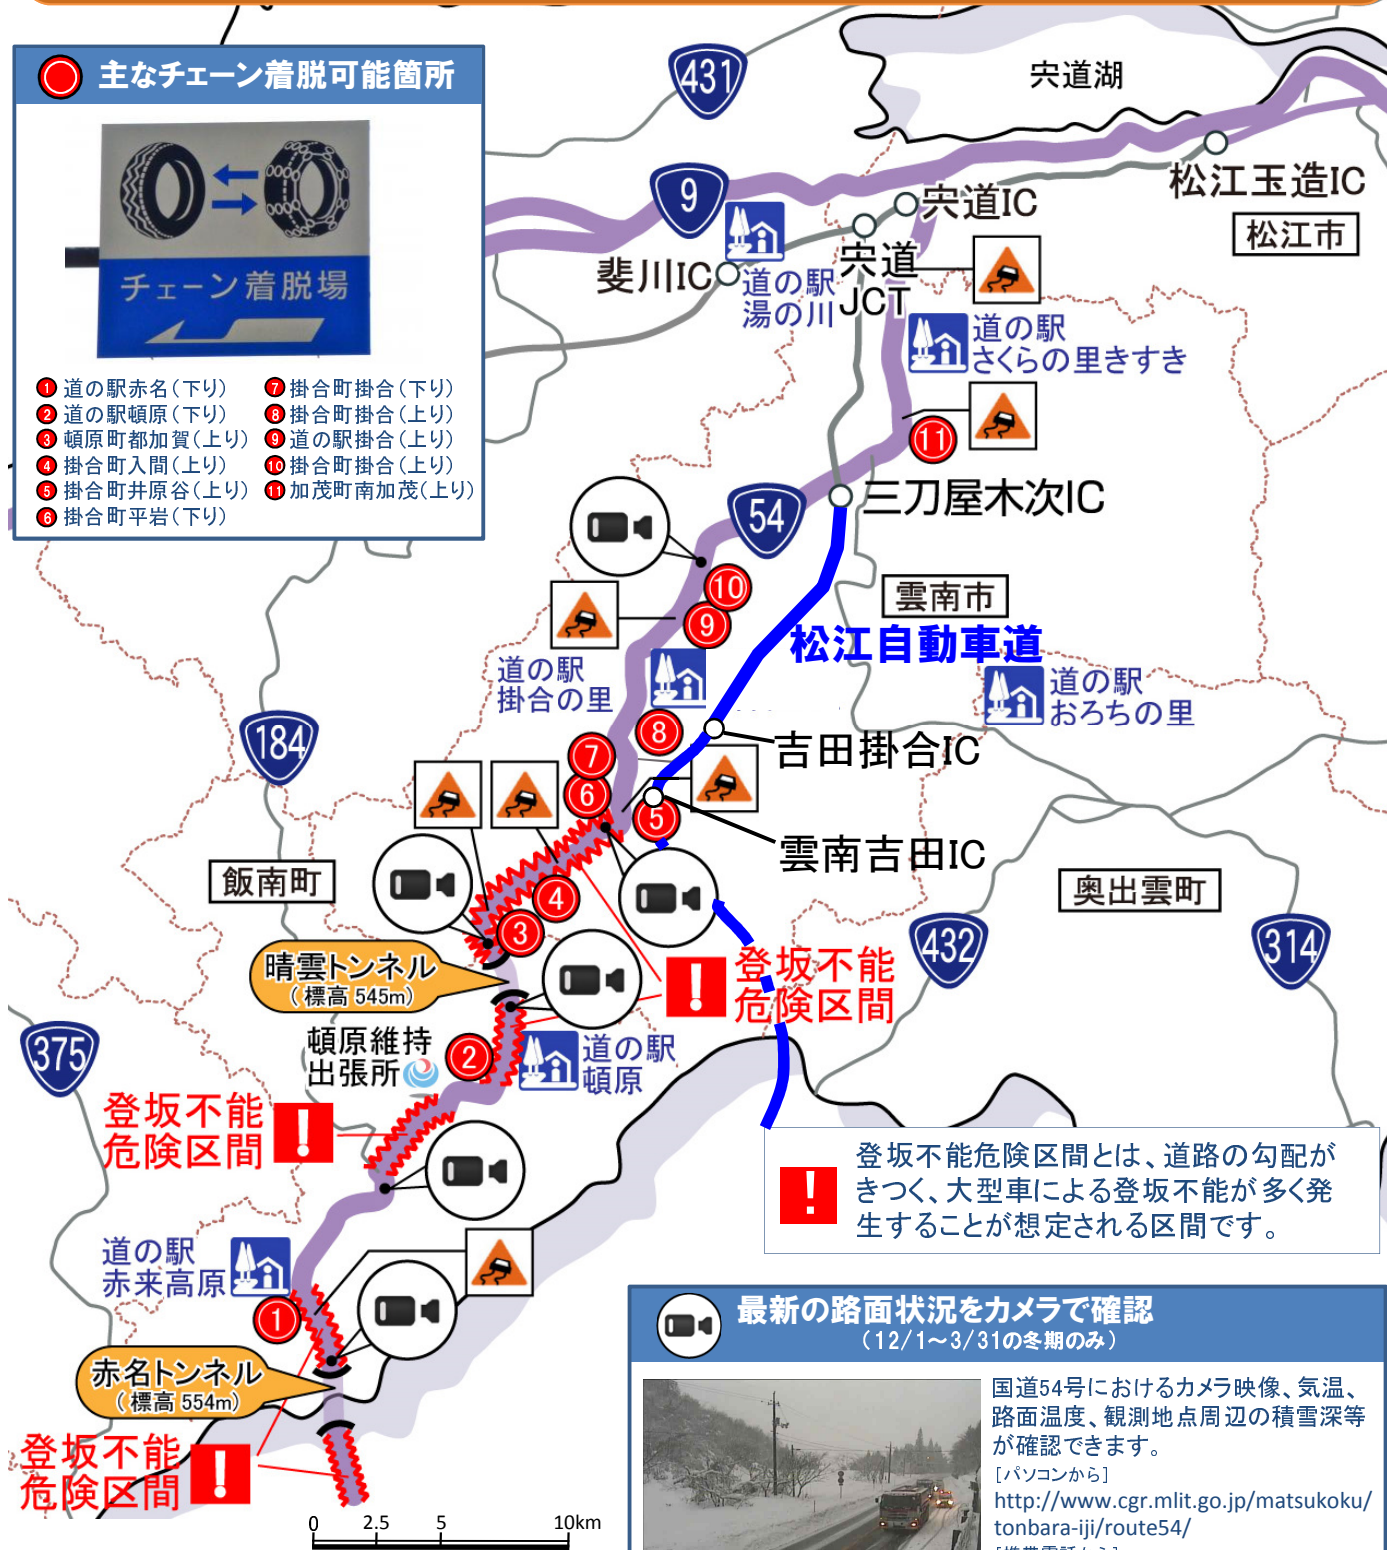 主なチェーン着脱可能箇所
チェーン着脱場
1 道の駅赤名(下り)
2 道の駅頓原(下り)
3 頓原町都加賀(上り)
4 掛合町入間(上り)
5 掛合町井原谷(上り)
6 掛合町平岩(下り)
7 掛合町掛合(下り)
8 掛合町掛合(上り)
9 道の駅掛合(上り)
10 掛合町掛合(上り)
11 加茂町南加茂(上り)
431
宍道湖
9
松江玉造IC
松江市
宍道IC
斐川IC
道の駅
湯の川
宍道
JCT
道の駅
さくらの里きすき
11
三刀屋木次IC
54
10
9
雲南市
松江自動車道
道の駅
掛合の里
道の駅
おろちの里
184
8
7
6
5
吉田掛合IC
雲南吉田IC
飯南町
奥出雲町
4
3
432
314
晴雲トンネル
(標高 545m)
登坂不能
危険区間
375
頓原維持
出張所
2
道の駅
頓原
登坂不能
危険区間
登坂不能危険区間とは、道路の勾配が
きつく、大型車による登坂不能が多く発
生することが想定される区間です。
道の駅
赤来高原
1
赤名トンネル
(標高 554m)
登坂不能
危険区間
0 2.5 5 10km
最新の路面状況をカメラで確認
(12/1~3/31の冬期のみ)
国道54号におけるカメラ映像、気温、
路面温度、観測地点周辺の積雪深等
が確認できます。
[パソコンから]
http://www.cgr.mlit.go.jp/matsukoku/
tonbara-iji/route54/
[携帯電話から]